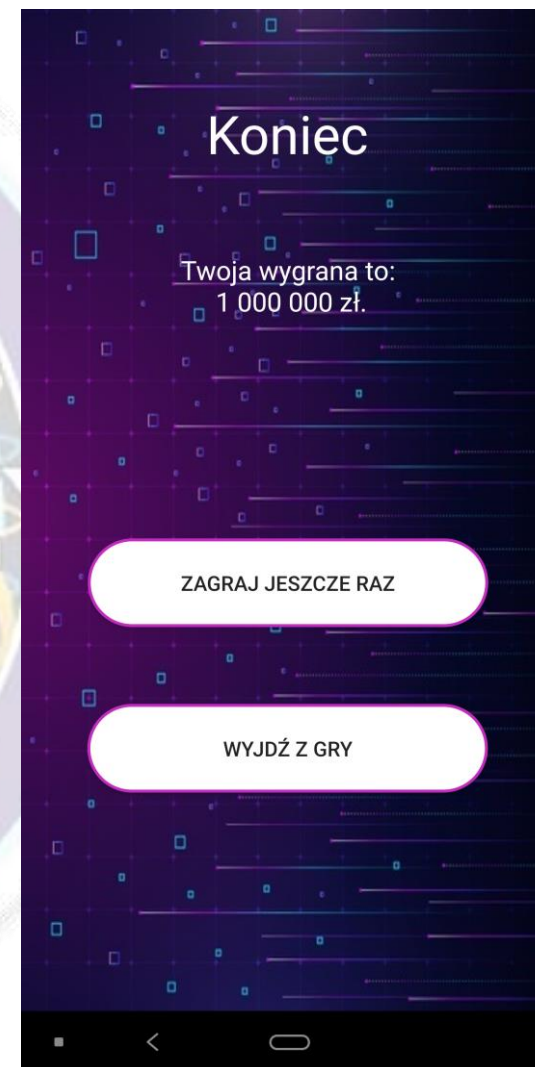 Koniec
Twoja wygrana to:
1 000 000 zł.
ZAGRAJ JESZCZE RAZ
WYJDŹ Z GRY